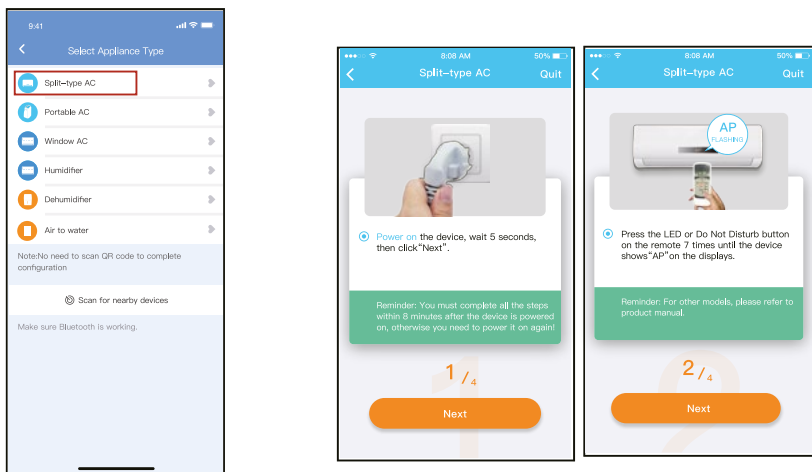 9:41
Select Appliance Type
Split-type AC
Portable AC
Window AC
Humidifier
Dehumidifier
Air to water
Note:No need to scan QR code to complete
configuration
Scan for nearby devices
Make sure Bluetooth is working.
8:08 AM
50%
Split-type AC
Quit
Power on the device, wait 5 seconds,
then click“Next”.
Reminder: You must complete all the steps
within 8 minutes after the device is powered
on, otherwise you need to power it on again!
1/4
Next
8:08 AM
50%
Split-type AC
Quit
AP
FLASHING
Press the LED or Do Not Disturb button
on the remote 7 times until the device
shows“AP”on the displays.
Reminder: For other models, please refer to
product manual.
2/4
Next